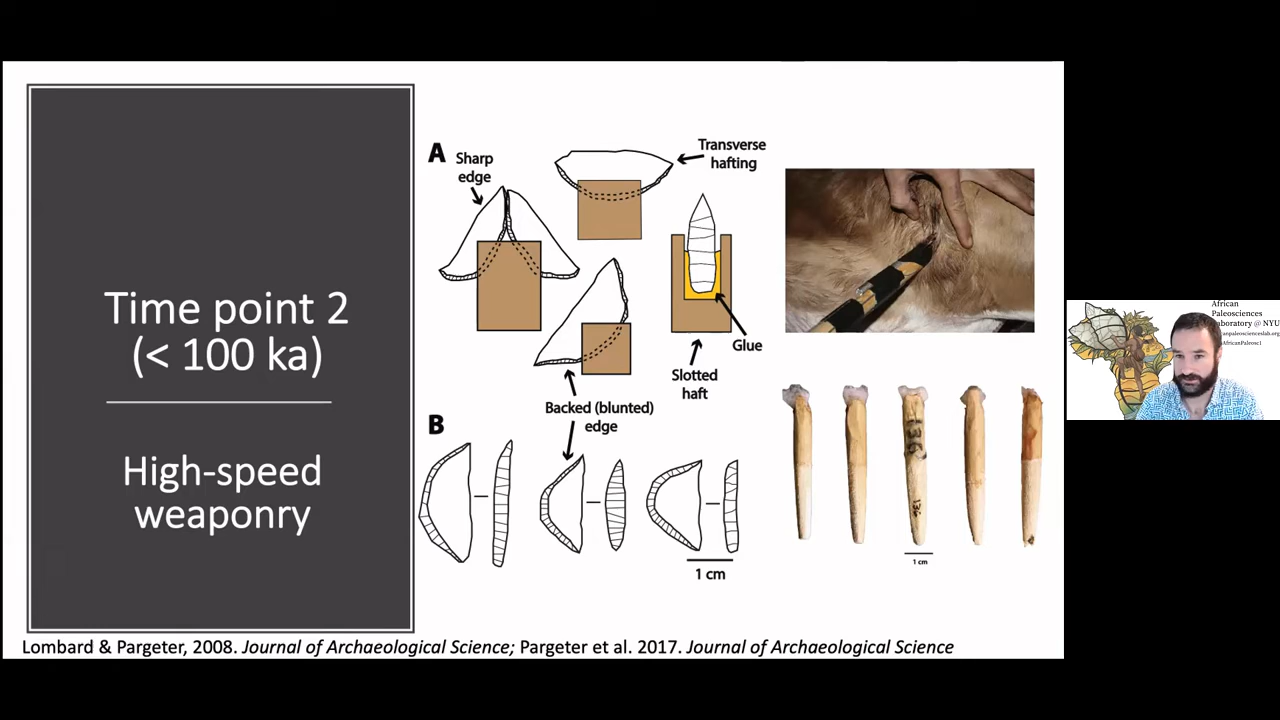 Time point 2
(< 100 ka)
High-speed
weaponry
A
Sharp
edge
Transverse
hafting
Glue
Slotted
haft
Backed (blunted)
edge
B
1 cm
136
1 cm
Lombard & Pargeter, 2008. Journal of Archaeological Science; Pargeter et al. 2017. Journal of Archaeological Science
African
Paleosciences
Laboratory @ NYU